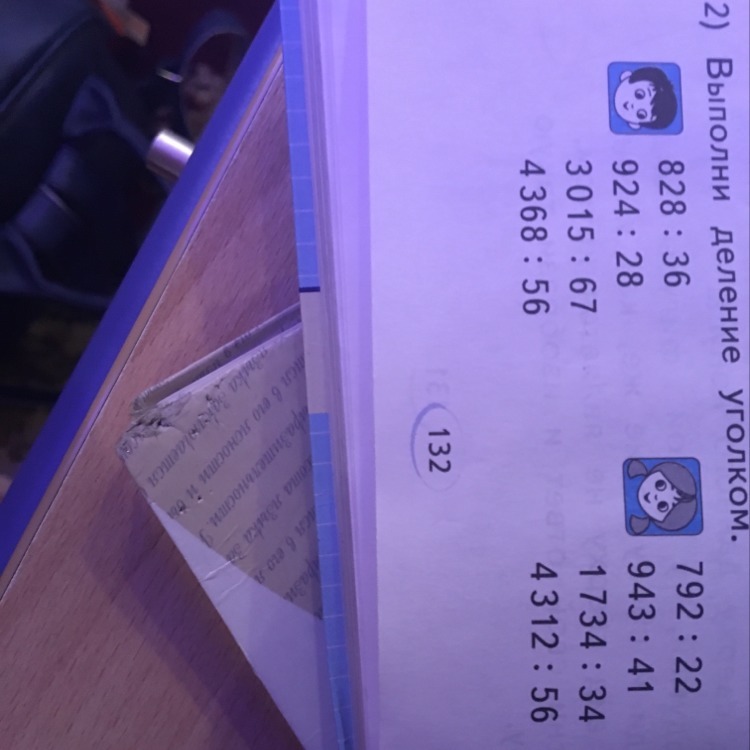 2) Выполни деление уголком.
828 : 36
924 : 28
3 015 : 67
4 368 : 56
792 : 22
943 : 41
1 734 : 34
4 312 : 56
132